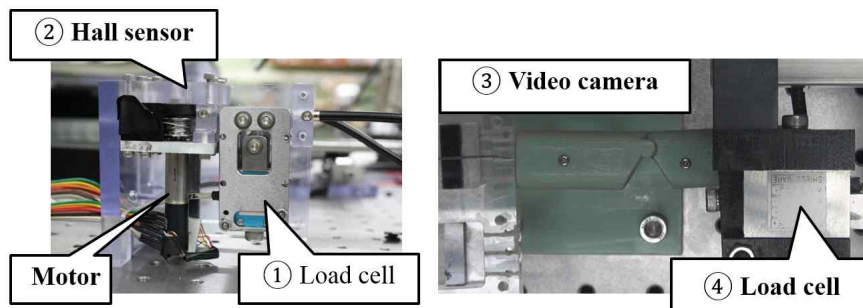 ② Hall sensor
Motor
① Load cell
③ Video camera
④ Load cell